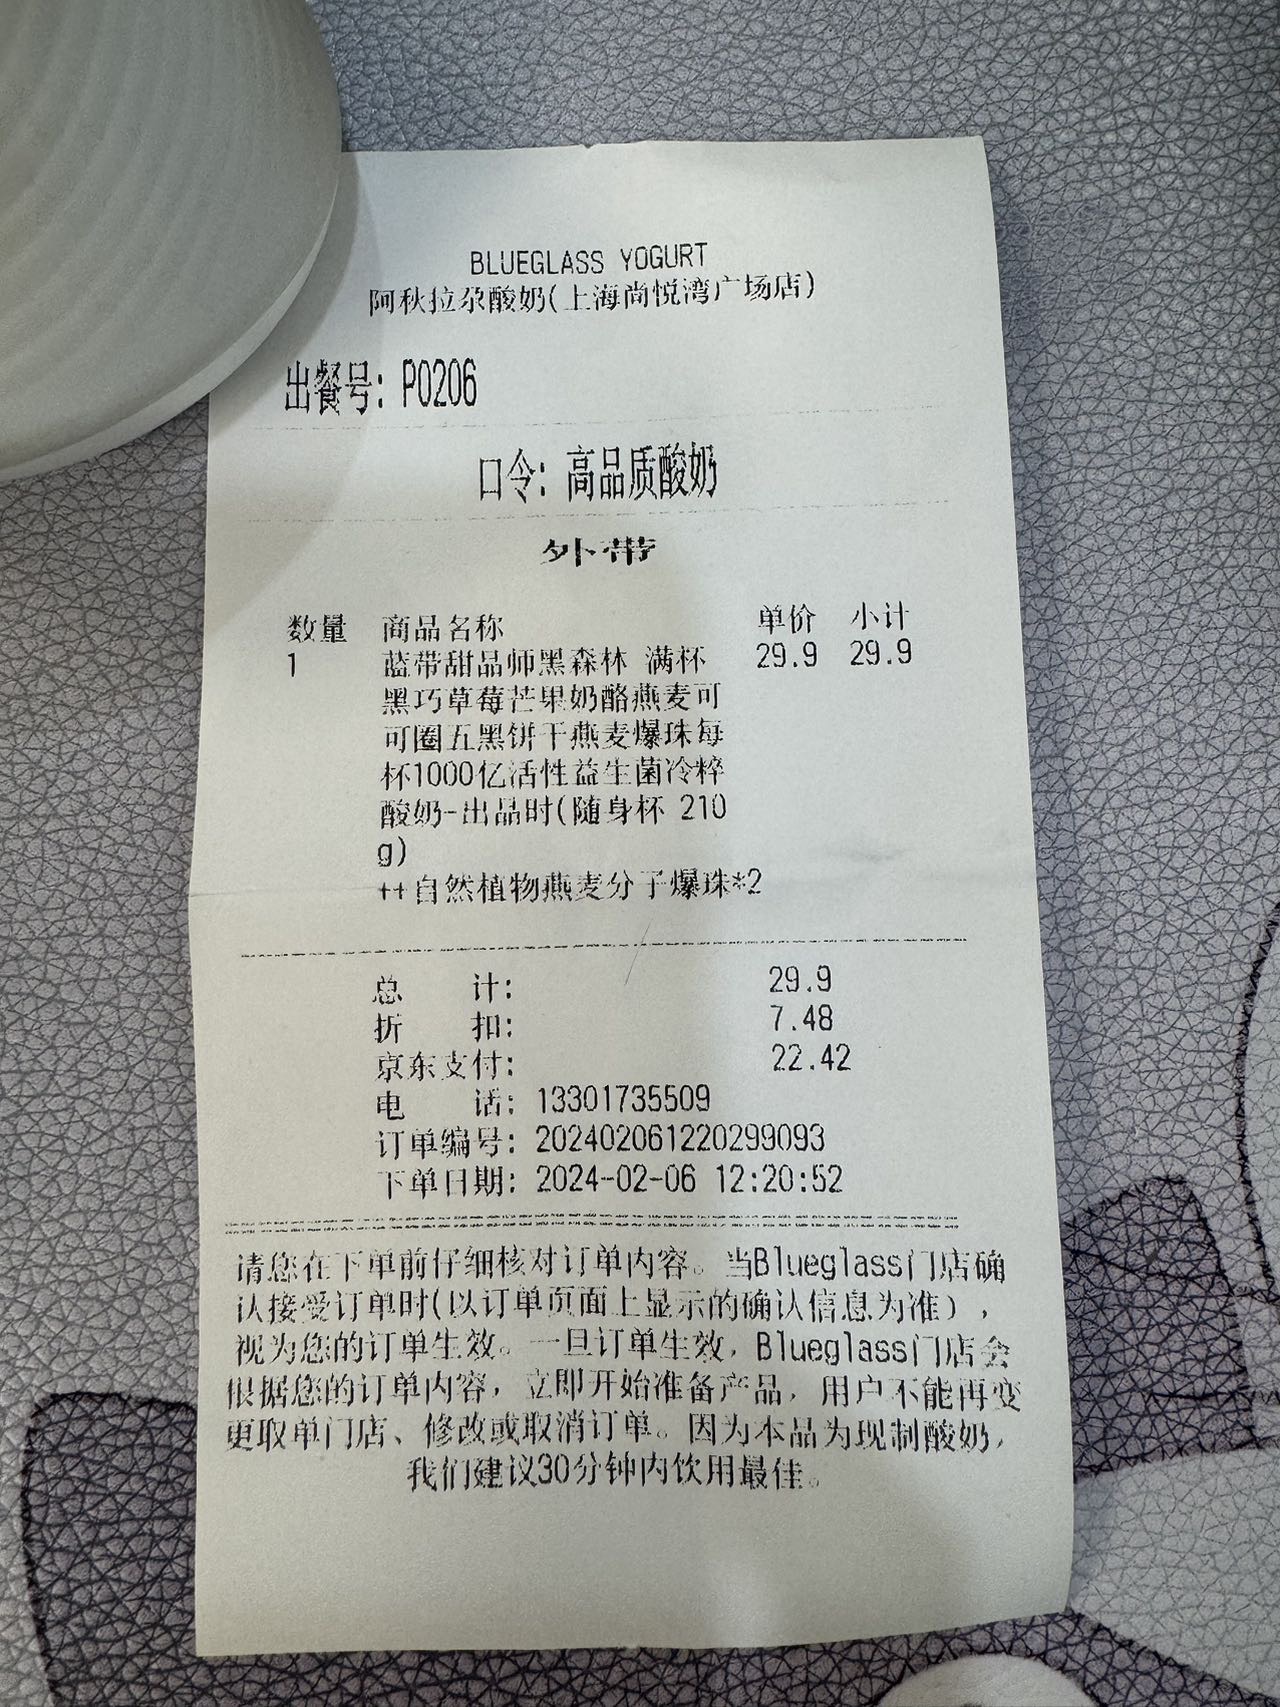 BLUEGLASS YOGURT
阿秋拉尕酸奶(上海尚悦湾广场店)
出餐号: P0206
口令: 高品质酸奶
外带
数量 商品名称 单价 小计
1 蓝带甜品师黑森林 满杯 29.9 29.9
黑巧草莓芒果奶酪燕麦可
可圈五黑饼干燕麦爆珠每
杯1000亿活性益生菌冷粹
酸奶-出品时(随身杯 210
g)
++自然植物燕麦分子爆珠*2
总 计: 29.9
折 扣: 7.48
京东支付: 22.42
电 话: 13301735509
订单编号: 202402061220299093
下单日期: 2024-02-06 12:20:52
请您在下单前仔细核对订单内容。当Blueglass门店确
认接受订单时(以订单页面上显示的确认信息为准),
视为您的订单生效。一旦订单生效, Blueglass门店会
根据您的订单内容, 立即开始准备产品, 用户不能再变
更取单门店、修改或取消订单。因为本品为现制酸奶,
我们建议30分钟内饮用最佳。